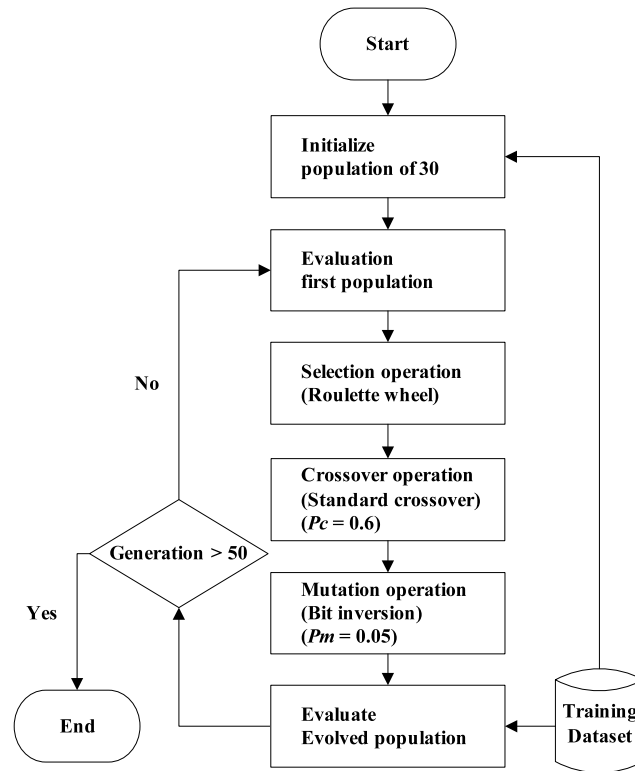 Start
Initialize
population of 30
Evaluation
first population
Selection operation
(Roulette wheel)
No
Crossover operation
(Standard crossover)
(Pc = 0.6)
Generation > 50
Mutation operation
(Bit inversion)
(Pm = 0.05)
Yes
Evaluate
Evolved population
Training
Dataset
End